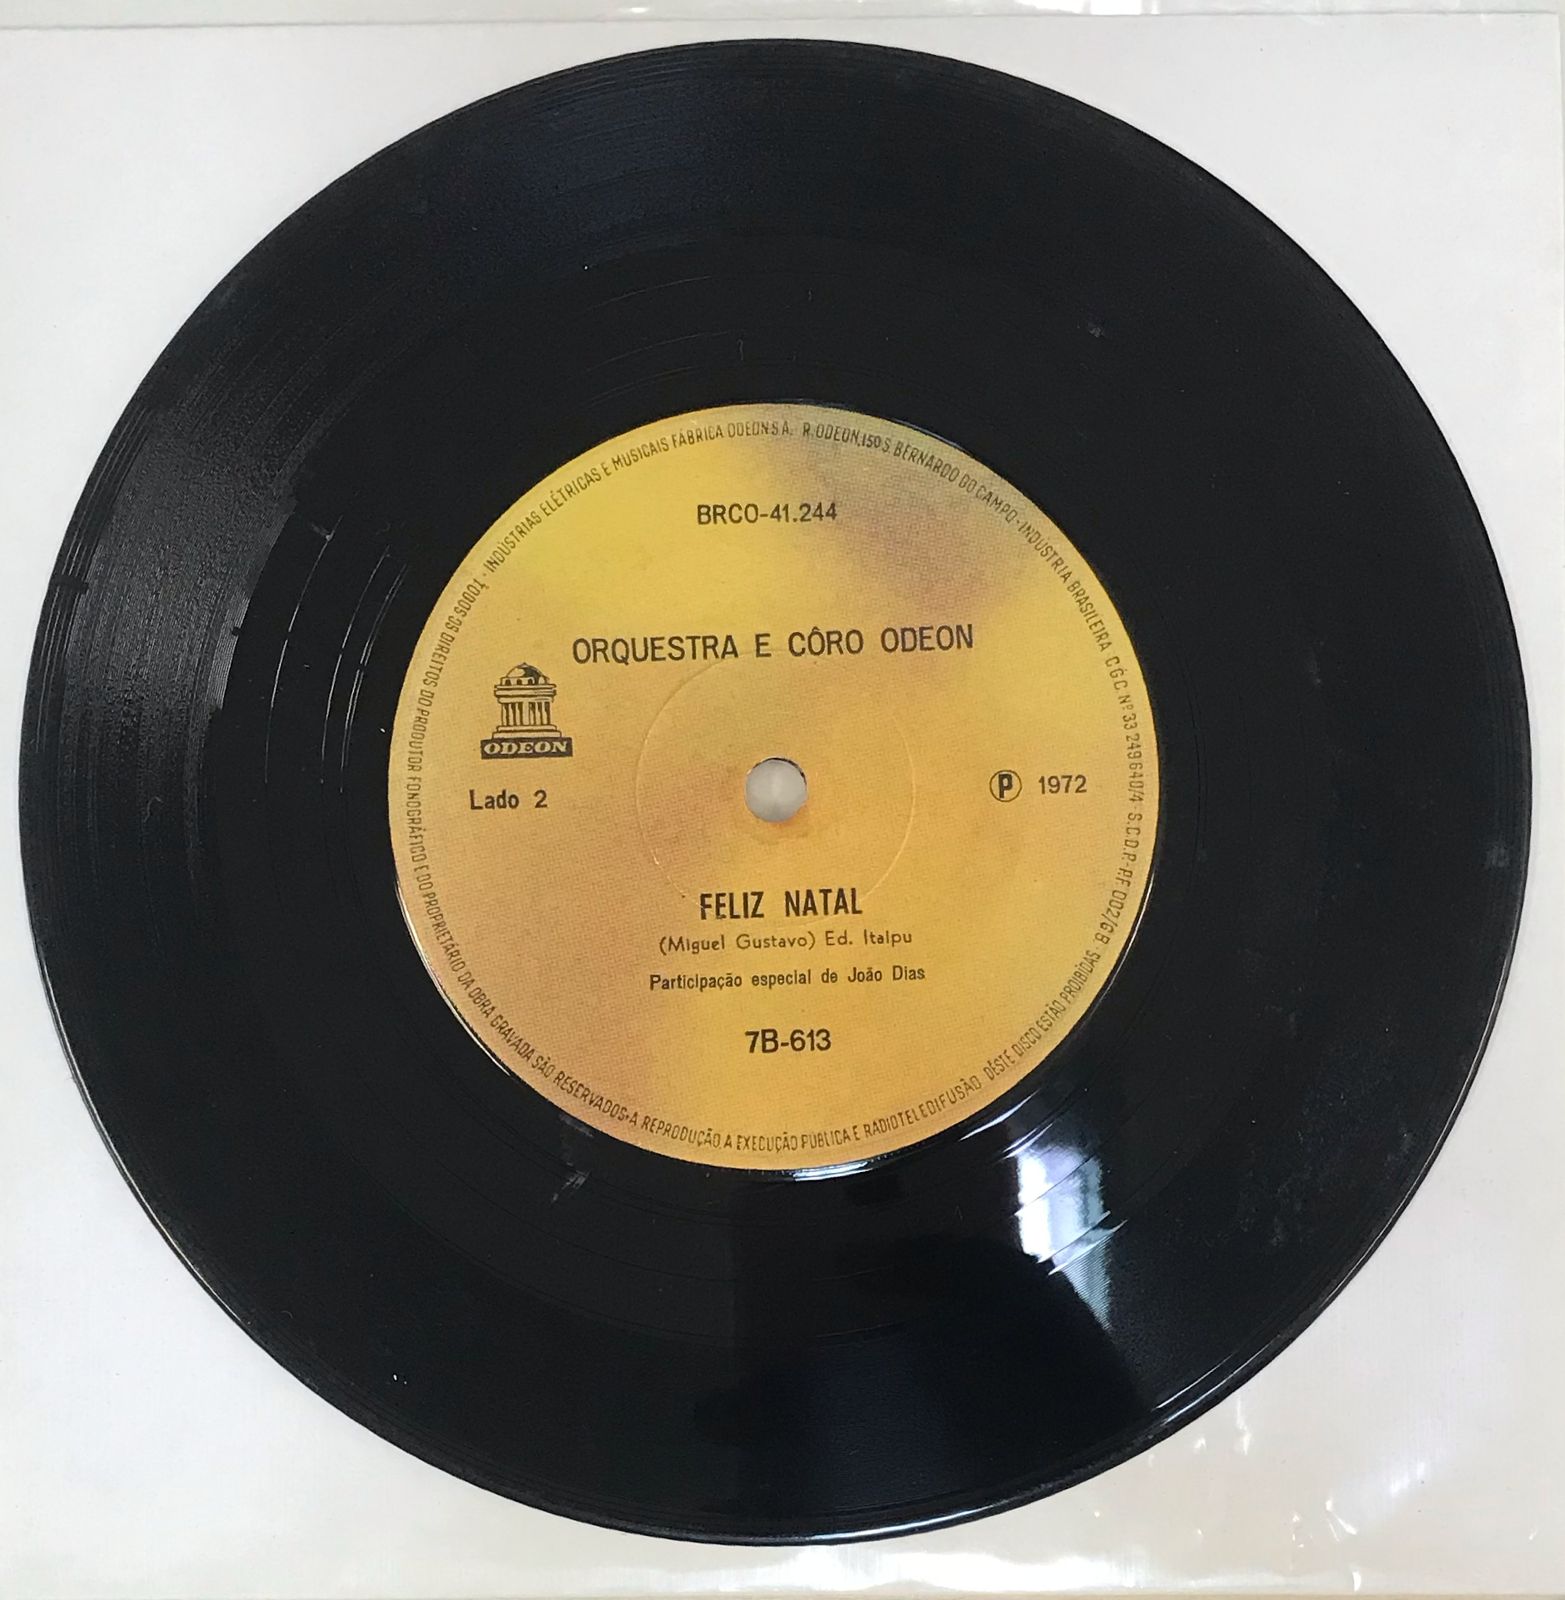 BRCO-41.244
ORQUESTRA E CÔRO ODEON
ODEON
Lado 2
Ⓟ 1972
FELIZ NATAL
(Miguel Gustavo) Ed. Italpu
Participação especial de João Dias
7B-613
INDÚSTRIAS ELÉTRICAS E MUSICAIS FÁBRICA ODEON S.A. - R. ODEON, 150 S. BERNARDO DO CAMPO - INDÚSTRIA BRASILEIRA C.G.C. Nº 33 249 640/4 - S.C.D.P.-P.F. 002/GB - TODOS OS DIREITOS DO PRODUTOR FONOGRÁFICO E DO PROPRIETÁRIO DA OBRA GRAVADA SÃO RESERVADOS • A REPRODUÇÃO A EXECUÇÃO PÚBLICA E RADIOTELEDIFUSÃO DÊSTE DISCO ESTÃO PROIBIDAS -